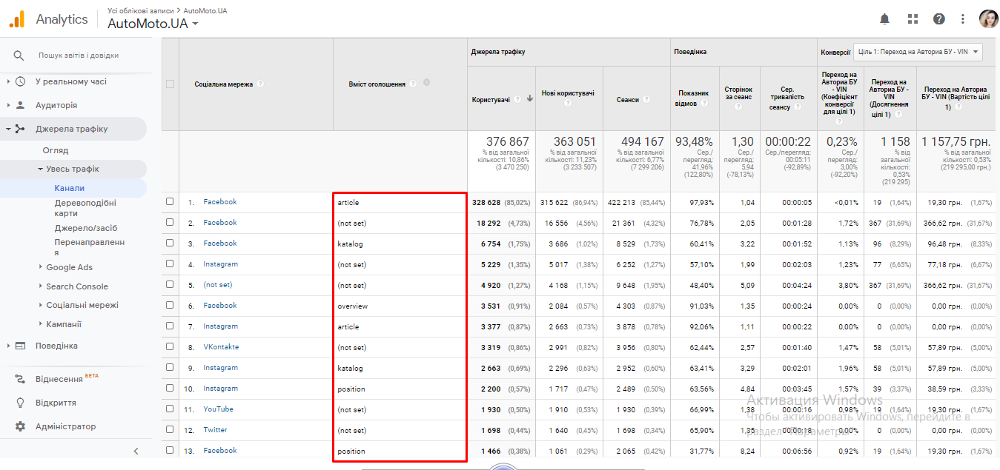 Analytics
Усі облікові записи > AutoMoto.UA
AutoMoto.UA
Пошук звітів і довідки
У реальному часі
Аудиторія
Джерела трафіку
Огляд
Увесь трафік
Канали
Деревоподібні
карти
Джерело/засіб
Перенаправленн
я
Google Ads
Search Console
Соціальні мережі
Кампанії
Поведінка
Віднесення БЕТА
Відкриття
Адміністратор
Джерела трафіку Поведінка Конверсії Ціль 1: Перехід на Авториа БУ - VIN
Соціальна мережа
Вміст оголошення
Користувачі
Нові користувачі
Сеанси
Показник
відмов
Сторінок
за сеанс
Сер.
тривалість
сеансу
Переход на
Авториа БУ
- VIN
(Коефіцієнт
конверсії
для цілі 1)
Переход на
Авториа БУ -
VIN
(Досягнення
цілі 1)
Переход на Авториа
БУ - VIN (Вартість цілі
1)
376 867
% від загальної
кількості: 10,86%
(3 470 250)
363 051
% від загальної
кількості: 11,23%
(3 233 507)
494 167
% від загальної
кількості: 6,77%
(7 299 206)
93,48%
Сер./
перегляд:
41,96%
(122,80%)
1,30
Сер./
перегляд:
5,94
(-78,13%)
00:00:22
Сер./перегляд:
00:05:11
(-92,89%)
0,23%
Сер./
перегляд:
3,00%
(-92,20%)
1 158
% від
загальної
кількості:
0,53%
(219 295)
1 157,75 грн.
% від загальної
кількості: 0,53%
(219 295,00 грн.)
1. Facebook article 328 628 (85,02%) 315 622 (86,94%) 422 213 (85,44%) 97,93% 1,04 00:00:05 <0,01% 19 (1,64%) 19,30 грн. (1,67%)
2. Facebook (not set) 18 292 (4,73%) 16 556 (4,56%) 21 361 (4,32%) 76,78% 2,05 00:01:28 1,72% 367 (31,69%) 366,62 грн. (31,67%)
3. Facebook katalog 6 754 (1,75%) 3 686 (1,02%) 8 529 (1,73%) 60,41% 3,22 00:01:52 1,13% 96 (8,29%) 96,48 грн. (8,33%)
4. Instagram (not set) 5 229 (1,35%) 5 017 (1,38%) 6 252 (1,27%) 57,10% 1,99 00:02:03 1,23% 77 (6,65%) 77,18 грн. (6,67%)
5. (not set) (not set) 4 920 (1,27%) 4 168 (1,15%) 9 648 (1,95%) 48,40% 5,09 00:04:24 3,80% 367 (31,69%) 366,62 грн. (31,67%)
6. Facebook overview 3 531 (0,91%) 2 084 (0,57%) 4 303 (0,87%) 91,03% 1,35 00:00:24 0,00% 0 (0,00%) 0,00 грн. (0,00%)
7. Instagram article 3 377 (0,87%) 2 663 (0,73%) 3 878 (0,78%) 92,06% 1,11 00:00:22 0,00% 0 (0,00%) 0,00 грн. (0,00%)
8. VKontakte (not set) 3 319 (0,86%) 2 991 (0,82%) 3 956 (0,80%) 62,44% 2,57 00:01:40 1,47% 58 (5,01%) 57,89 грн. (5,00%)
9. Instagram katalog 2 663 (0,69%) 2 296 (0,63%) 2 952 (0,60%) 63,41% 3,29 00:02:01 1,96% 58 (5,01%) 57,89 грн. (5,00%)
10. Instagram position 2 200 (0,57%) 1 717 (0,47%) 2 489 (0,50%) 63,56% 4,84 00:03:45 1,57% 39 (3,37%) 38,59 грн. (3,33%)
11. YouTube (not set) 1 930 (0,50%) 1 910 (0,53%) 1 930 (0,39%) 66,99% 1,38 00:00:16 0,98% 19 (1,64%) 19,30 грн. (1,67%)
12. Twitter (not set) 1 698 (0,44%) 1 640 (0,45%) 1 698 (0,34%) 65,90% 1,35 00:00:18 0,00% 0 (0,00%) 0,00 грн. (0,00%)
13. Facebook position 1 466 (0,38%) 1 061 (0,29%) 2 065 (0,42%) 31,77% 8,24 00:06:56 0,92% 19 (1,64%) 19,30 грн. (1,67%)
Активация Windows
Чтобы активировать Windows, перейдите в
раздел "Параметры".